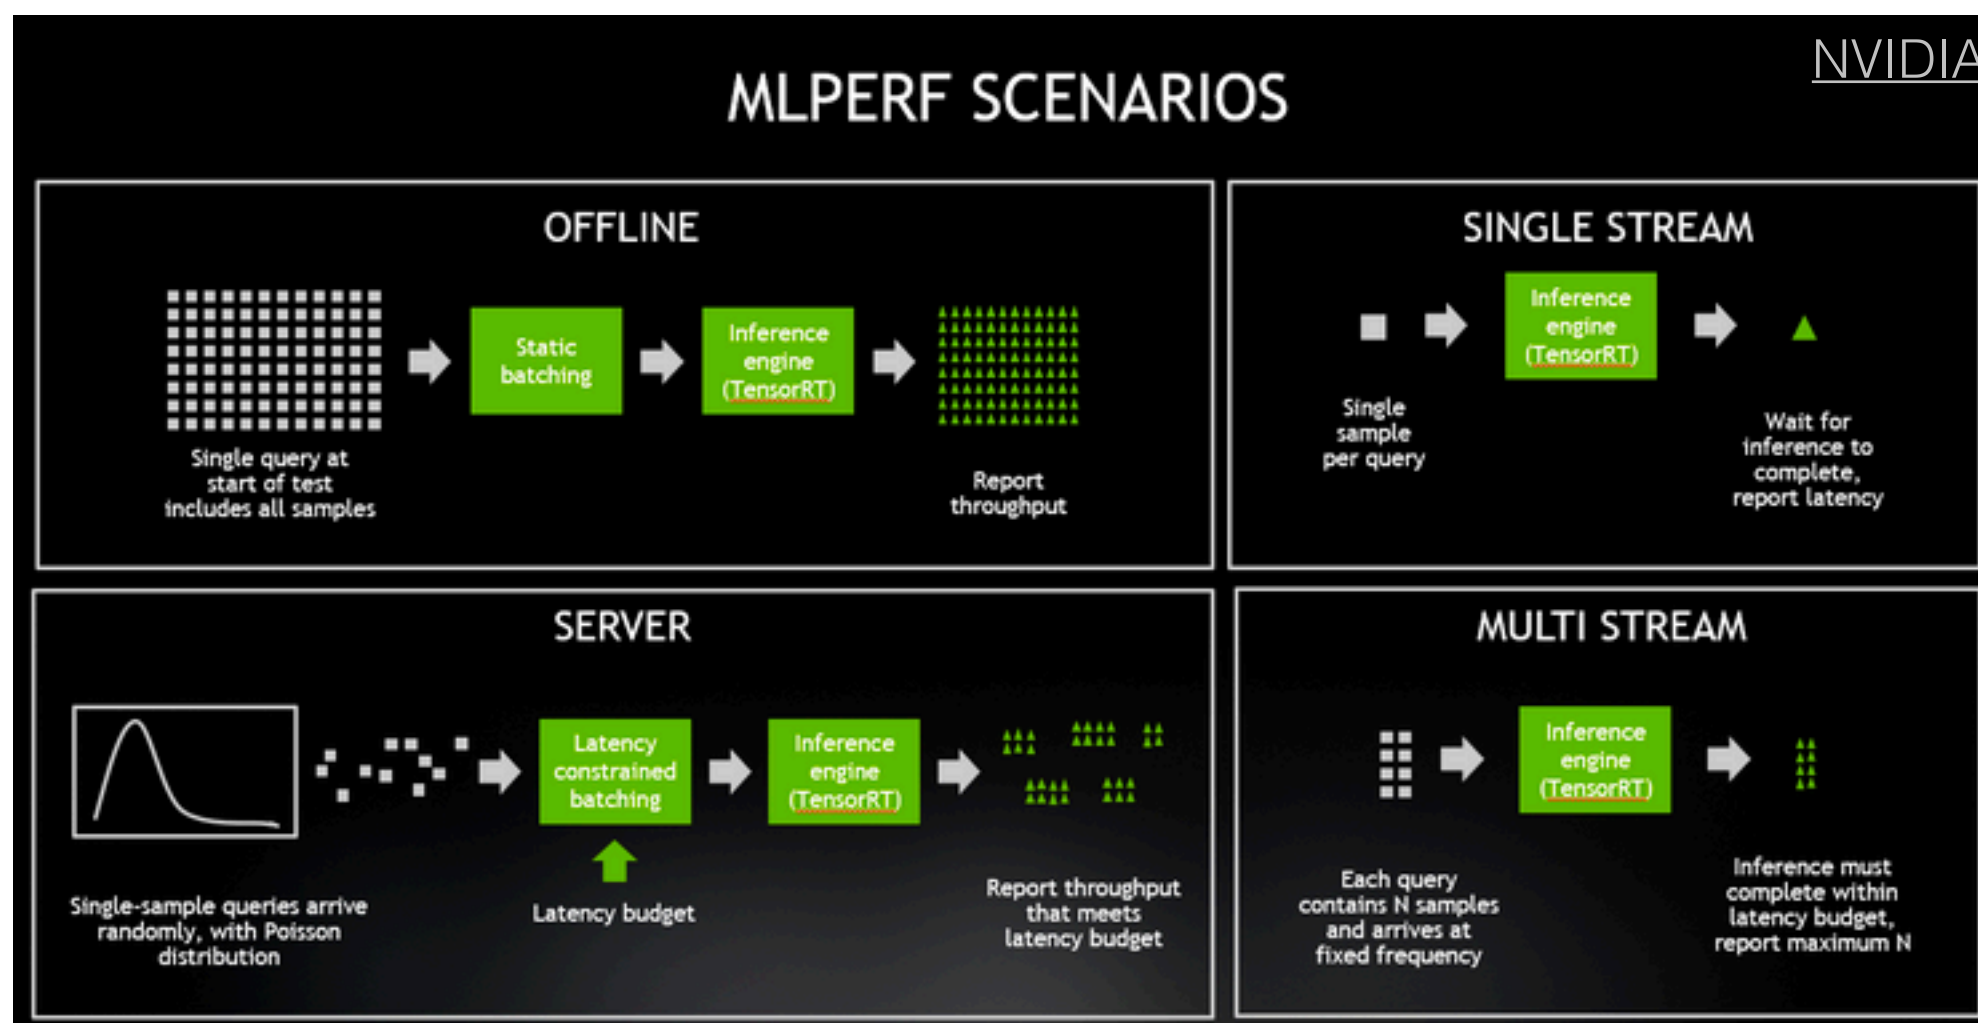 NVIDIA
MLPERF SCENARIOS
OFFLINE
Static
batching
Inference
engine
(TensorRT)
Single query at
start of test
includes all samples
Report
throughput
SINGLE STREAM
Inference
engine
(TensorRT)
Single
sample
per query
Wait for
inference to
complete,
report latency
SERVER
Latency
constrained
batching
Inference
engine
(TensorRT)
Single-sample queries arrive
randomly, with Poisson
distribution
Latency budget
Report throughput
that meets
latency budget
MULTI STREAM
Inference
engine
(TensorRT)
Each query
contains N samples
and arrives at
fixed frequency
Inference must
complete within
latency budget,
report maximum N